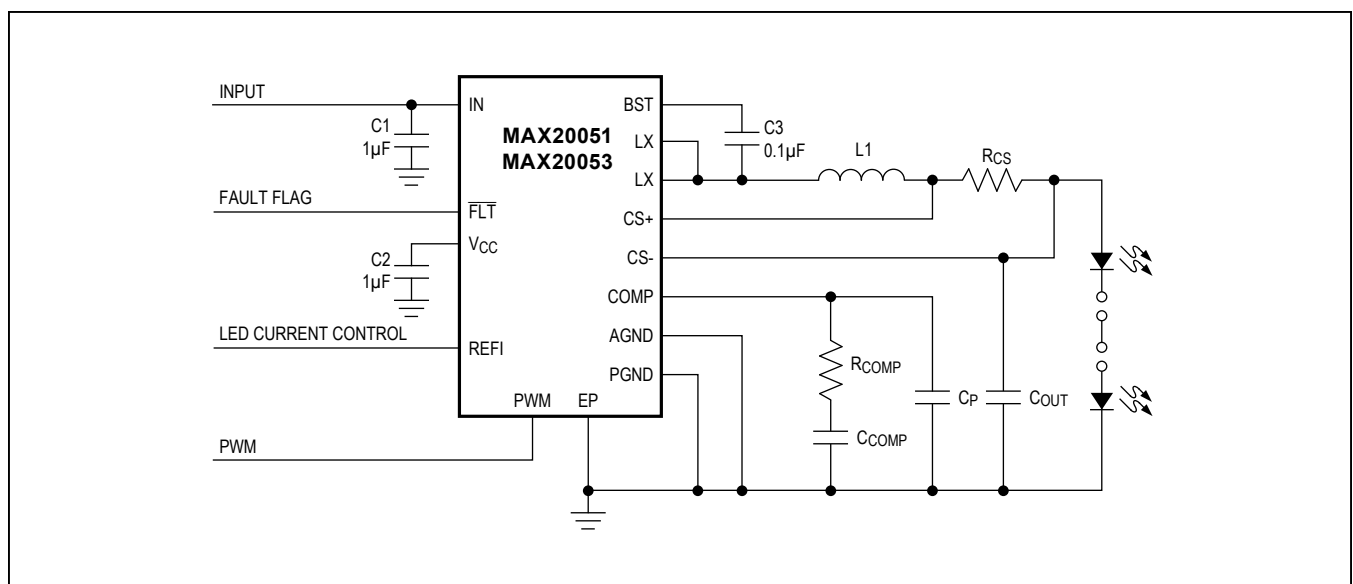 INPUT
C1
1µF
FAULT FLAG
C2
1µF
LED CURRENT CONTROL
PWM
IN
FLT
VCC
REFI
PWM
EP
MAX20051
MAX20053
BST
LX
LX
CS+
CS-
COMP
AGND
PGND
C3
0.1µF
L1
RCS
RCOMP
CCOMP
CP
COUT